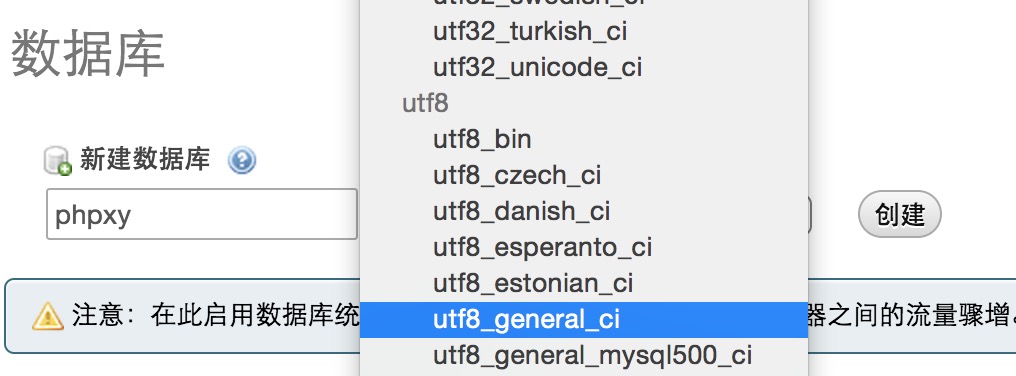 数据库
新建数据库
phpxy
创建
注意：在此启用数据库统
器之间的流量骤增。
utf32_swedish_ci
utf32_turkish_ci
utf32_unicode_ci
utf8
utf8_bin
utf8_czech_ci
utf8_danish_ci
utf8_esperanto_ci
utf8_estonian_ci
utf8_general_ci
utf8_general_mysql500_ci